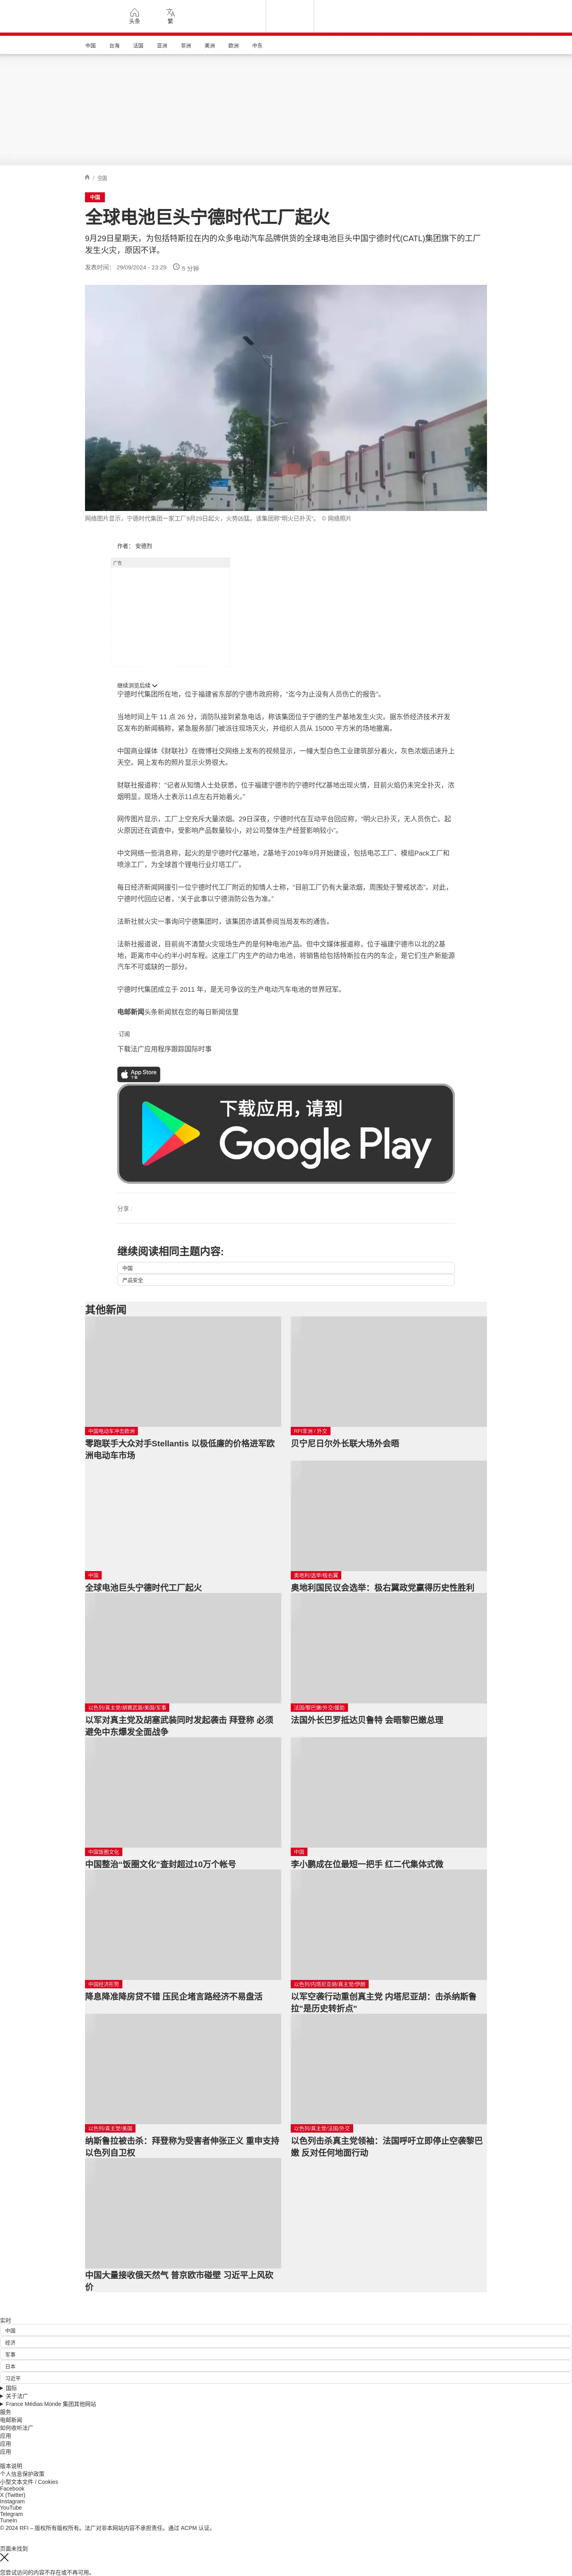 头条
繁
中国
台海
法国
亚洲
非洲
美洲
欧洲
中东
/ 中国
中国
全球电池巨头宁德时代工厂起火
9月29日星期天，为包括特斯拉在内的众多电动汽车品牌供货的全球电池巨头中国宁德时代(CATL)集团旗下的工厂
发生火灾，原因不详。
发表时间： 29/09/2024 - 23:29
5 分钟
网络图片显示，宁德时代集团一家工厂9月29日起火，火势凶猛。该集团称"明火已扑灭"。 © 网络照片
作者： 安德烈
广告
继续浏览后续
宁德时代集团所在地，位于福建省东部的宁德市政府称，"迄今为止没有人员伤亡的报告"。
当地时间上午 11 点 26 分，消防队接到紧急电话，称该集团位于宁德的生产基地发生火灾。据东侨经济技术开发
区发布的新闻稿称，紧急服务部门被派往现场灭火，并组织人员从 15000 平方米的场地撤离。
中国商业媒体《财联社》在微博社交网络上发布的视频显示，一幢大型白色工业建筑部分着火，灰色浓烟迅速升上
天空。网上发布的照片显示火势很大。
财联社报道称："记者从知情人士处获悉，位于福建宁德市的宁德时代Z基地出现火情，目前火焰仍未完全扑灭，浓
烟明显。现场人士表示11点左右开始着火。"
网传图片显示，工厂上空充斥大量浓烟。29日深夜，宁德时代在互动平台回应称，"明火已扑灭，无人员伤亡。起
火原因还在调查中，受影响产品数量较小，对公司整体生产经营影响较小"。
中文网络一些消息称，起火的是宁德时代Z基地，Z基地于2019年9月开始建设，包括电芯工厂、模组Pack工厂和
喷涂工厂，为全球首个锂电行业灯塔工厂。
每日经济新闻网援引一位宁德时代工厂附近的知情人士称，"目前工厂仍有大量浓烟，周围处于警戒状态"。对此，
宁德时代回应记者，"关于此事以宁德消防公告为准。"
法新社就火灾一事询问宁德集团时，该集团亦请其参阅当局发布的通告。
法新社报道说，目前尚不清楚火灾现场生产的是何种电池产品。但中文媒体报道称，位于福建宁德市以北的Z基
地，距离市中心约半小时车程。这座工厂内生产的动力电池，将销售给包括特斯拉在内的车企，是它们生产新能源
汽车不可或缺的一部分。
宁德时代集团成立于 2011 年，是无可争议的生产电动汽车电池的世界冠军。
电邮新闻头条新闻就在您的每日新闻信里
订阅
下载法广应用程序跟踪国际时事
App Store
下载
下载应用，请到
Google Play
分享 :
继续阅读相同主题内容:
中国
产品安全
其他新闻
中国电动车冲击欧洲
零跑联手大众对手Stellantis 以极低廉的价格进军欧
洲电动车市场
RFI非洲 / 外交
贝宁尼日尔外长联大场外会晤
中国
全球电池巨头宁德时代工厂起火
奥地利/选举/极右翼
奥地利国民议会选举：极右翼政党赢得历史性胜利
以色列/真主党/胡赛武装/美国/军事
以军对真主党及胡塞武装同时发起袭击 拜登称 必须
避免中东爆发全面战争
法国/黎巴嫩/外交/援助
法国外长巴罗抵达贝鲁特 会晤黎巴嫩总理
中国饭圈文化
中国整治"饭圈文化"查封超过10万个帐号
中国
李小鹏成在位最短一把手 红二代集体式微
中国经济形势
降息降准降房贷不错 压民企堵言路经济不易盘活
以色列/内塔尼亚胡/真主党/伊朗
以军空袭行动重创真主党 内塔尼亚胡：击杀纳斯鲁
拉"是历史转折点"
以色列/真主党/美国
纳斯鲁拉被击杀：拜登称为受害者伸张正义 重申支持
以色列自卫权
以色列/真主党/法国/外交
以色列击杀真主党领袖：法国呼吁立即停止空袭黎巴
嫩 反对任何地面行动
中国大量接收俄天然气 普京欧市碰壁 习近平上风砍
价
实时
中国
经济
军事
日本
习近平
国际
关于法广
France Médias Monde 集团其他网站
服务
电邮新闻
如何收听法广
应用
应用
应用
版本说明
个人信息保护政策
小型文本文件 / Cookies
Facebook
X (Twitter)
Instagram
YouTube
Telegram
TuneIn
© 2024 RFI – 版权所有版权所有。法广对非本网站内容不承担责任。通过 ACPM 认证。
页面未找到
您尝试访问的内容不存在或不再可用。